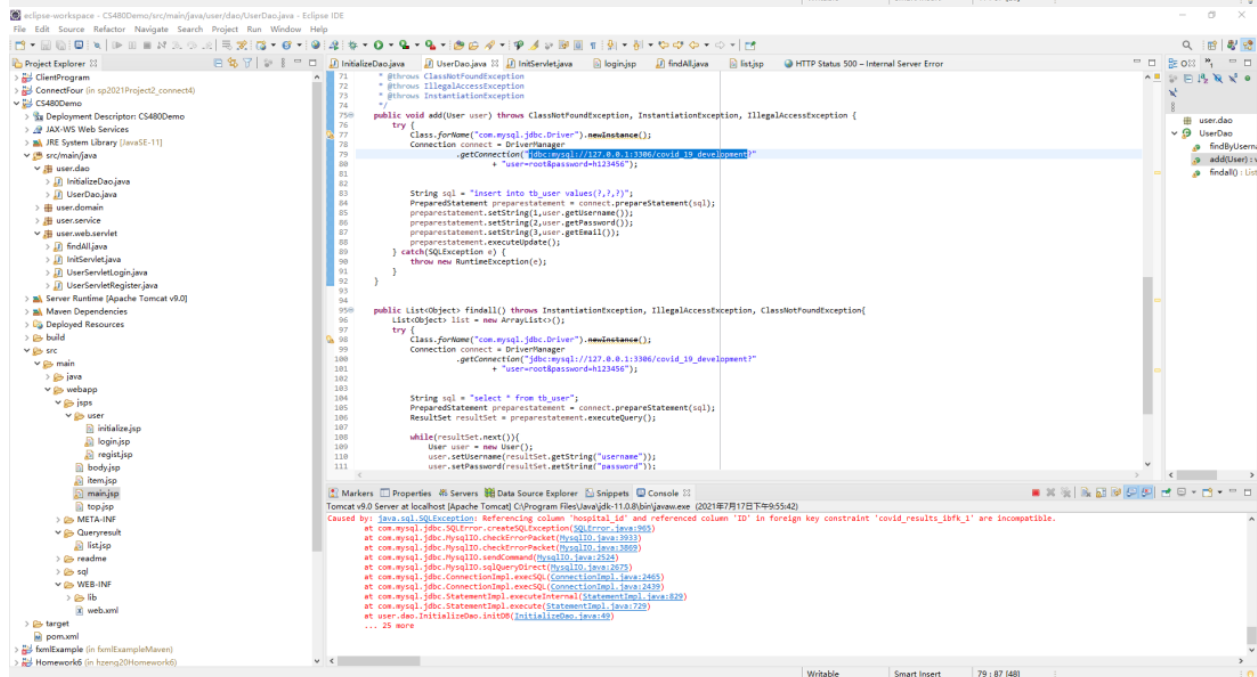 eclipse-workspace - CS480Demo/src/main/java/user/dao/UserDao.java - Eclipse IDE
File Edit Source Refactor Navigate Search Project Run Window Help
Project Explorer
InitializeDao.java UserDao.java InitServlet.java login.jsp findAll.java list.jsp HTTP Status 500 – Internal Server Error
ClientProgram
ConnectFour (in sp2021Project2_connect4)
CS480Demo
Deployment Descriptor: CS480Demo
JAX-WS Web Services
JRE System Library [JavaSE-11]
src/main/java
user.dao
InitializeDao.java
UserDao.java
user.domain
user.service
user.web.servlet
findAll.java
InitServlet.java
UserServletLogin.java
UserServletRegister.java
Server Runtime [Apache Tomcat v9.0]
Maven Dependencies
Deployed Resources
build
src
main
java
webapp
jsps
user
initialize.jsp
login.jsp
regist.jsp
body.jsp
item.jsp
main.jsp
top.jsp
META-INF
Queryresult
list.jsp
readme
sql
WEB-INF
lib
web.xml
target
pom.xml
fxmlExample (in fxmlExampleMaven)
Homework6 (in hzeng20Homework6)
71 * @throws ClassNotFoundException
72 * @throws IllegalAccessException
73 * @throws InstantiationException
74 */
75 public void add(User user) throws ClassNotFoundException, InstantiationException, IllegalAccessException {
76 try {
77 Class.forName("com.mysql.jdbc.Driver").newInstance();
78 Connection connect = DriverManager
79 .getConnection("jdbc:mysql://127.0.0.1:3306/covid_19_development?"
80 + "user=root&password=h123456");
81
82
83 String sql = "insert into tb_user values(?,?,?)";
84 PreparedStatement preparestatement = connect.prepareStatement(sql);
85 preparestatement.setString(1,user.getUsername());
86 preparestatement.setString(2,user.getPassword());
87 preparestatement.setString(3,user.getEmail());
88 preparestatement.executeUpdate();
89 } catch(SQLException e) {
90 throw new RuntimeException(e);
91 }
92 }
93
94
95 public List<Object> findall() throws InstantiationException, IllegalAccessException, ClassNotFoundException{
96 List<Object> list = new ArrayList<>();
97 try {
98 Class.forName("com.mysql.jdbc.Driver").newInstance();
99 Connection connect = DriverManager
100 .getConnection("jdbc:mysql://127.0.0.1:3306/covid_19_development?"
101 + "user=root&password=h123456");
102
103
104 String sql = "select * from tb_user";
105 PreparedStatement preparestatement = connect.prepareStatement(sql);
106 ResultSet resultSet = preparestatement.executeQuery();
107
108 while(resultSet.next()){
109 User user = new User();
110 user.setUsername(resultSet.getString("username"));
111 user.setPassword(resultSet.getString("password"));
user.dao
UserDao
findByUserna
add(User) : v
findall() : List
Markers Properties Servers Data Source Explorer Snippets Console
Tomcat v9.0 Server at localhost [Apache Tomcat] C:\Program Files\Java\jdk-11.0.8\bin\javaw.exe (2021年7月17日 下午9:55:42)
Caused by: java.sql.SQLException: Referencing column 'hospital_id' and referenced column 'ID' in foreign key constraint 'covid_results_ibfk_1' are incompatible.
at com.mysql.jdbc.SQLError.createSQLException(SQLError.java:965)
at com.mysql.jdbc.MysqlIO.checkErrorPacket(MysqlIO.java:3933)
at com.mysql.jdbc.MysqlIO.checkErrorPacket(MysqlIO.java:3869)
at com.mysql.jdbc.MysqlIO.sendCommand(MysqlIO.java:2524)
at com.mysql.jdbc.MysqlIO.sqlQueryDirect(MysqlIO.java:2675)
at com.mysql.jdbc.ConnectionImpl.execSQL(ConnectionImpl.java:2465)
at com.mysql.jdbc.ConnectionImpl.execSQL(ConnectionImpl.java:2439)
at com.mysql.jdbc.StatementImpl.executeInternal(StatementImpl.java:829)
at com.mysql.jdbc.StatementImpl.execute(StatementImpl.java:729)
at user.dao.InitializeDao.initDB(InitializeDao.java:49)
... 25 more
Writable Smart Insert 79 : 87 [48]